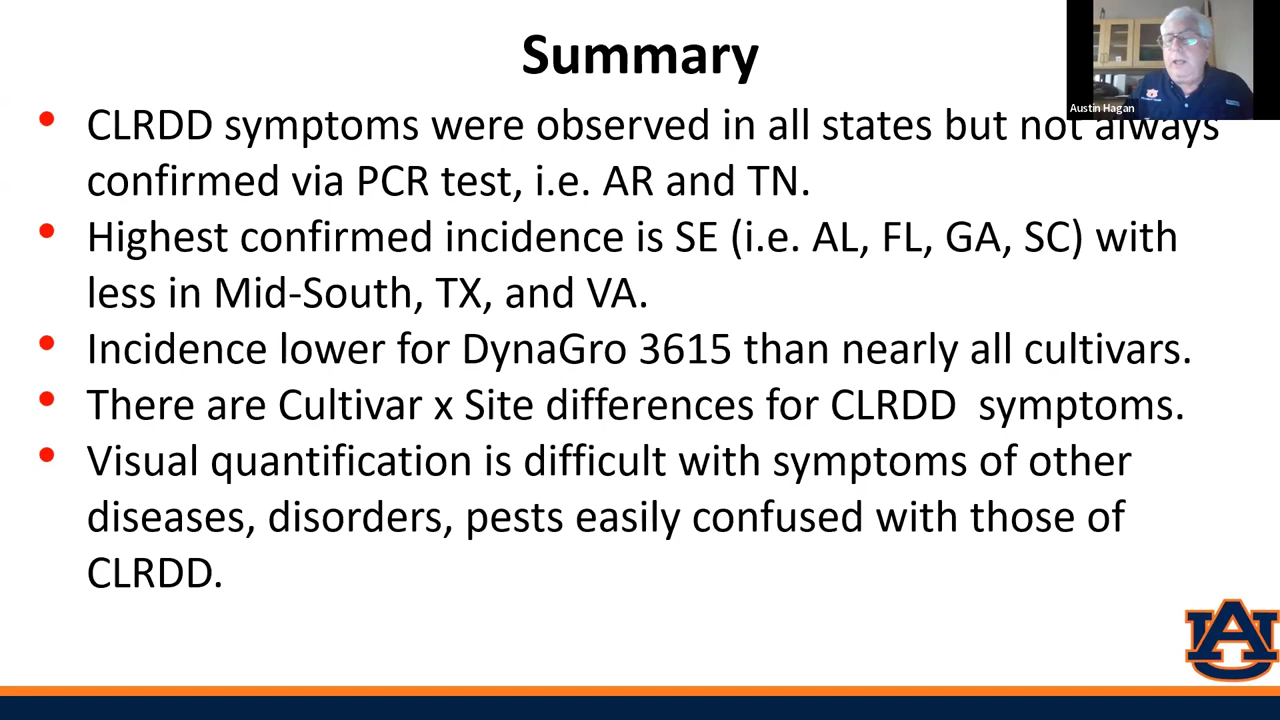 Summary
Austin Hagan
• CLRDD symptoms were observed in all states but not always
confirmed via PCR test, i.e. AR and TN.
• Highest confirmed incidence is SE (i.e. AL, FL, GA, SC) with
less in Mid-South, TX, and VA.
• Incidence lower for DynaGro 3615 than nearly all cultivars.
• There are Cultivar x Site differences for CLRDD  symptoms.
• Visual quantification is difficult with symptoms of other
diseases, disorders, pests easily confused with those of
CLRDD.
AU